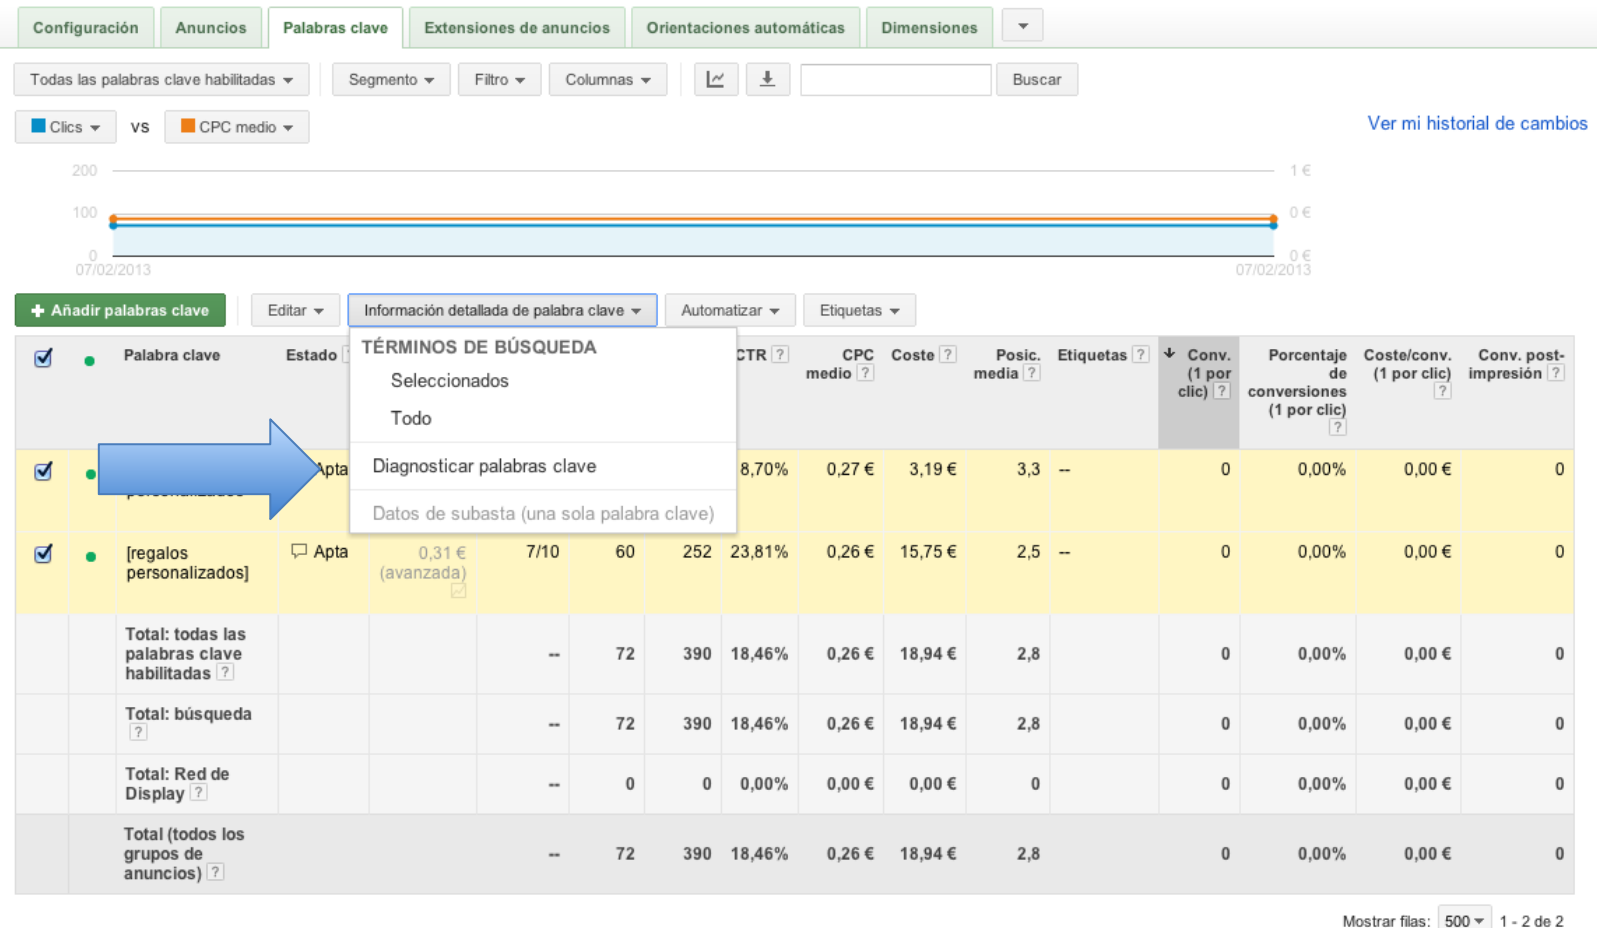 Configuración Anuncios Palabras clave Extensiones de anuncios Orientaciones automáticas Dimensiones
Todas las palabras clave habilitadas Segmento Filtro Columnas Buscar
Clics vs CPC medio
Ver mi historial de cambios
200 1 €
100 0 €
0 0 €
07/02/2013 07/02/2013
+ Añadir palabras clave Editar Información detallada de palabra clave Automatizar Etiquetas
TÉRMINOS DE BÚSQUEDA
Seleccionados
Todo
Diagnosticar palabras clave
Datos de subasta (una sola palabra clave)
Palabra clave Estado ? CTR ? CPC Coste ? Posic. Etiquetas ? Conv. Porcentaje Coste/conv. Conv. post-
medio ? media ? (1 por de (1 por clic) impresión ?
clic) ? conversiones ?
(1 por clic)
?
Apta 8,70% 0,27 € 3,19 € 3,3 -- 0 0,00% 0,00 € 0
[regalos Apta 0,31 € 7/10 60 252 23,81% 0,26 € 15,75 € 2,5 -- 0 0,00% 0,00 € 0
personalizados] (avanzada)
Total: todas las
palabras clave -- 72 390 18,46% 0,26 € 18,94 € 2,8 0 0,00% 0,00 € 0
habilitadas ?
Total: búsqueda -- 72 390 18,46% 0,26 € 18,94 € 2,8 0 0,00% 0,00 € 0
?
Total: Red de -- 0 0 0,00% 0,00 € 0,00 € 0 0 0,00% 0,00 € 0
Display ?
Total (todos los
grupos de -- 72 390 18,46% 0,26 € 18,94 € 2,8 0 0,00% 0,00 € 0
anuncios) ?
Mostrar filas: 500 1 - 2 de 2